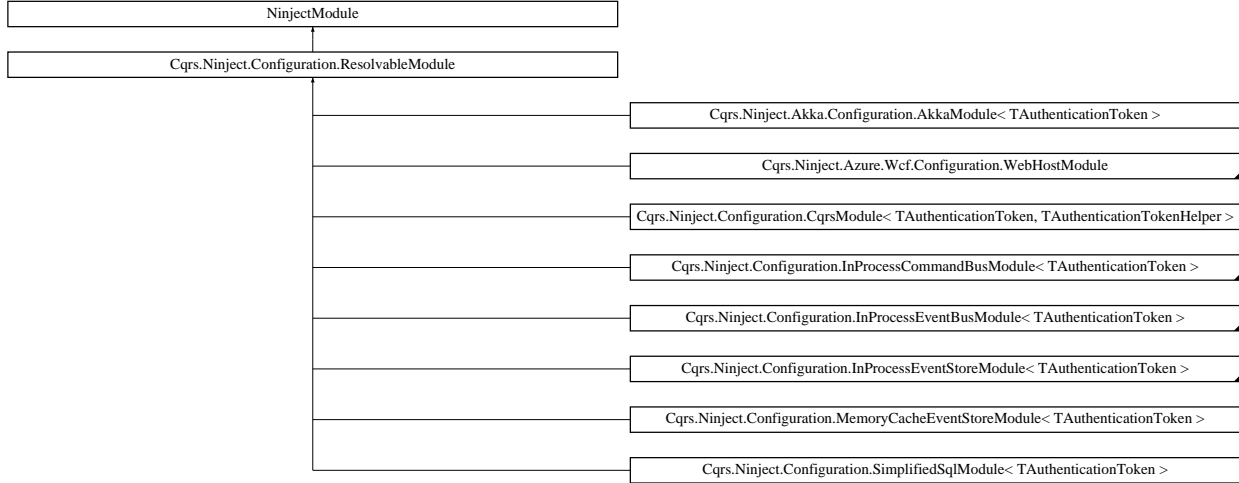 NinjectModule
Cqrs.Ninject.Configuration.ResolvableModule
Cqrs.Ninject.Akka.Configuration.AkkaModule< TAuthenticationToken >
Cqrs.Ninject.Azure.Wcf.Configuration.WebHostModule
Cqrs.Ninject.Configuration.CqrsModule< TAuthenticationToken, TAuthenticationTokenHelper >
Cqrs.Ninject.Configuration.InProcessCommandBusModule< TAuthenticationToken >
Cqrs.Ninject.Configuration.InProcessEventBusModule< TAuthenticationToken >
Cqrs.Ninject.Configuration.InProcessEventStoreModule< TAuthenticationToken >
Cqrs.Ninject.Configuration.MemoryCacheEventStoreModule< TAuthenticationToken >
Cqrs.Ninject.Configuration.SimplifiedSqlModule< TAuthenticationToken >